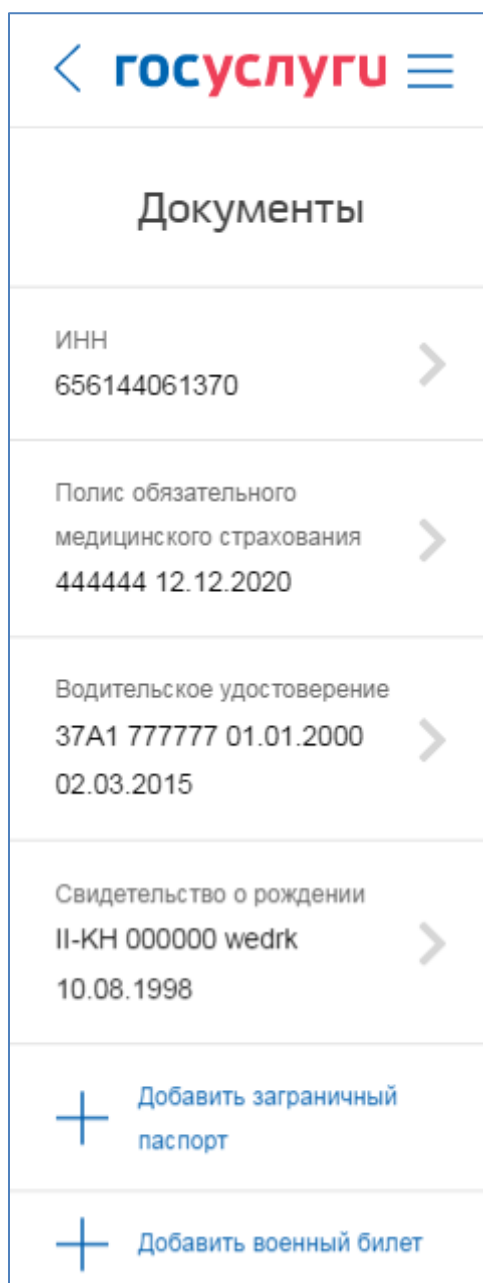 госуслуги
Документы
ИНН
656144061370
Полис обязательного
медицинского страхования
444444 12.12.2020
Водительское удостоверение
37А1 777777 01.01.2000
02.03.2015
Свидетельство о рождении
II-КН 000000 wedrk
10.08.1998
Добавить заграничный
паспорт
Добавить военный билет